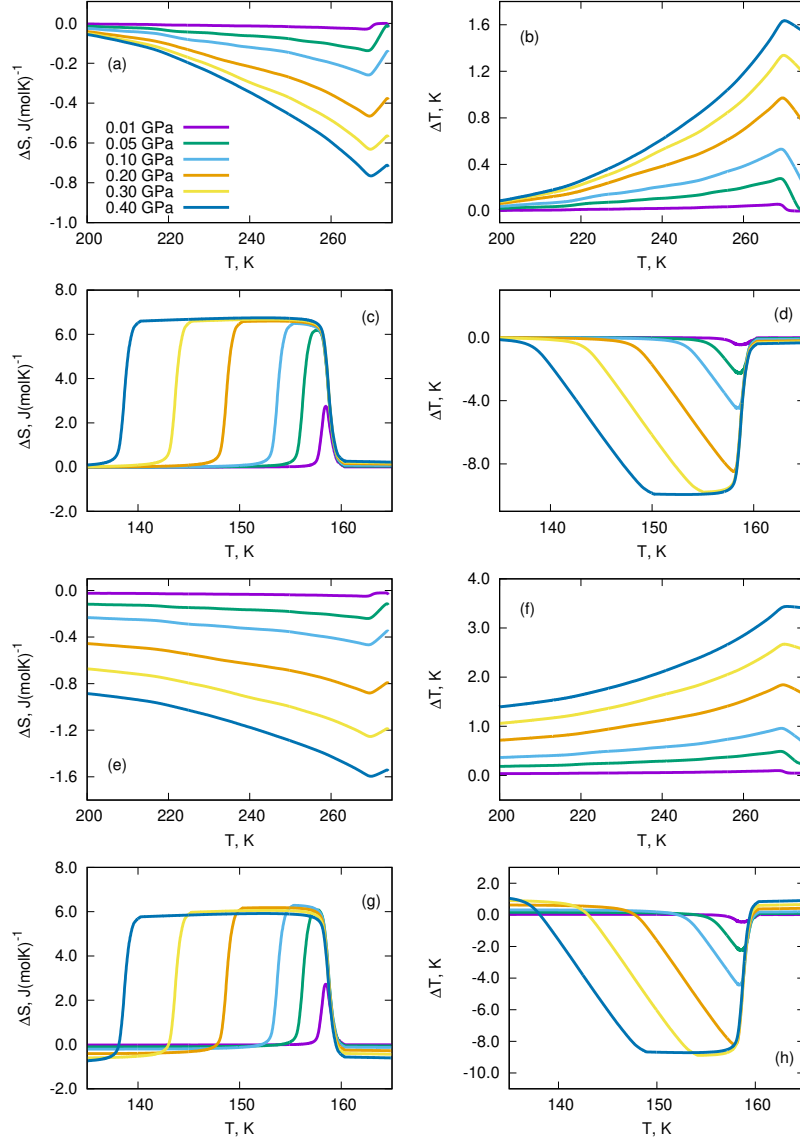 0.0
-0.2
-0.4
-0.6
-0.8
-1.0
200 220 240 260
T, K
ΔS, J(molK)⁻¹
(a)
0.01 GPa
0.05 GPa
0.10 GPa
0.20 GPa
0.30 GPa
0.40 GPa
1.6
1.2
0.8
0.4
0.0
200 220 240 260
T, K
ΔT, K
(b)
8.0
6.0
4.0
2.0
0.0
-2.0
140 150 160
T, K
ΔS, J(molK)⁻¹
(c)
0.0
-4.0
-8.0
140 150 160
T, K
ΔT, K
(d)
0.0
-0.4
-0.8
-1.2
-1.6
200 220 240 260
T, K
ΔS, J(molK)⁻¹
(e)
4.0
3.0
2.0
1.0
0.0
200 220 240 260
T, K
ΔT, K
(f)
8.0
6.0
4.0
2.0
0.0
-2.0
140 150 160
T, K
ΔS, J(molK)⁻¹
(g)
2.0
0.0
-2.0
-4.0
-6.0
-8.0
-10.0
140 150 160
T, K
ΔT, K
(h)